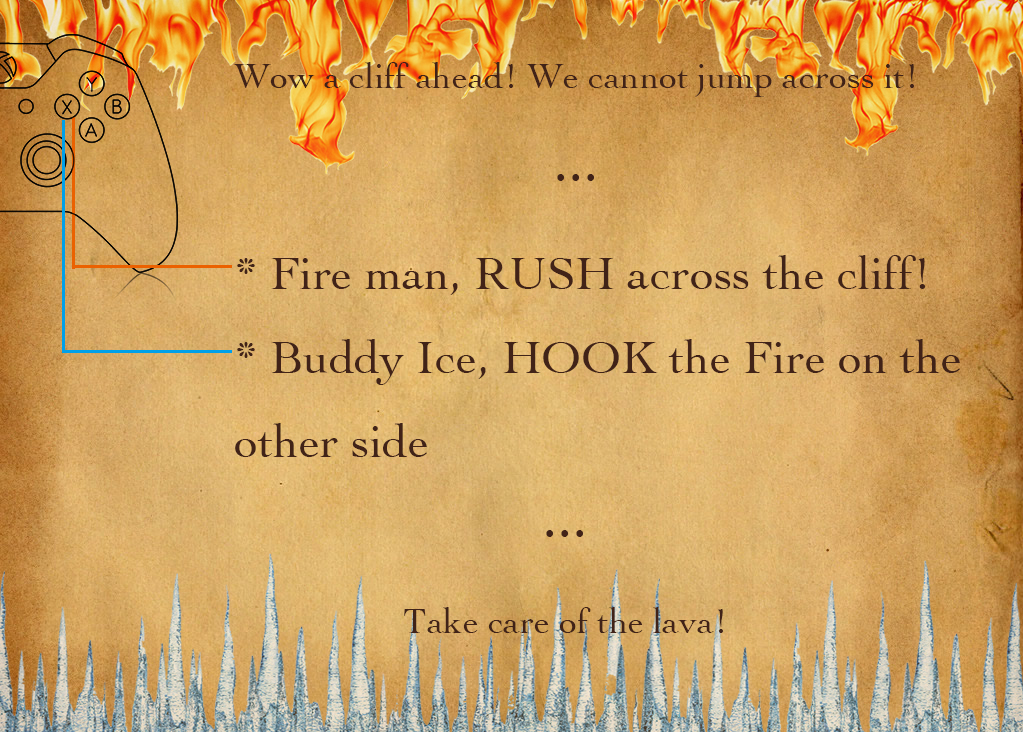 Wow a cliff ahead! We cannot jump across it!
Y
X B
A
...
* Fire man, RUSH across the cliff!
* Buddy Ice, HOOK the Fire on the
other side
...
Take care of the lava!